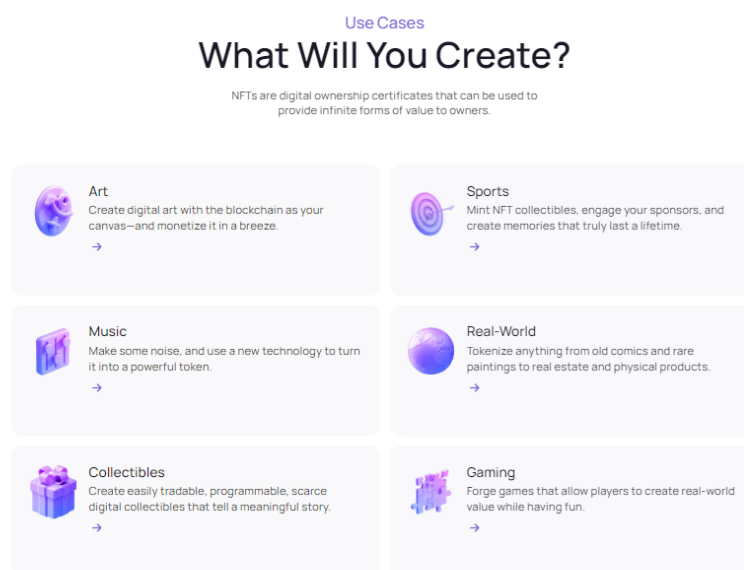 Use Cases
What Will You Create?
NFTs are digital ownership certificates that can be used to
provide infinite forms of value to owners.
Art
Create digital art with the blockchain as your
canvas—and monetize it in a breeze.
→
Sports
Mint NFT collectibles, engage your sponsors, and
create memories that truly last a lifetime.
→
Music
Make some noise, and use a new technology to turn
it into a powerful token.
→
Real-World
Tokenize anything from old comics and rare
paintings to real estate and physical products.
→
Collectibles
Create easily tradable, programmable, scarce
digital collectibles that tell a meaningful story.
→
Gaming
Forge games that allow players to create real-world
value while having fun.
→